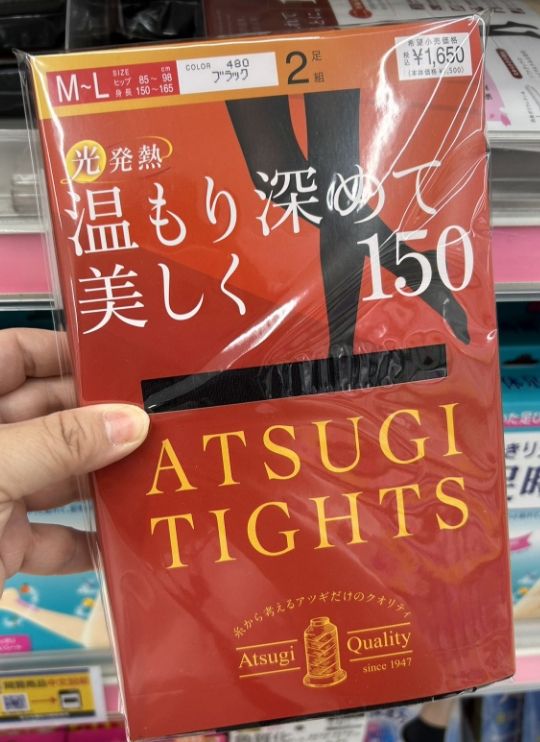 M~L
SIZE
cm
ヒップ 85~98
身長 150~165
COLOR 480
ブラック
2足組
希望小売価格
税込 ¥1,650
光発熱
温もり深めて
美しく 150
ATSUGI
TIGHTS
糸から考えるアツギだけのクオリティ
Atsugi Quality
since 1947